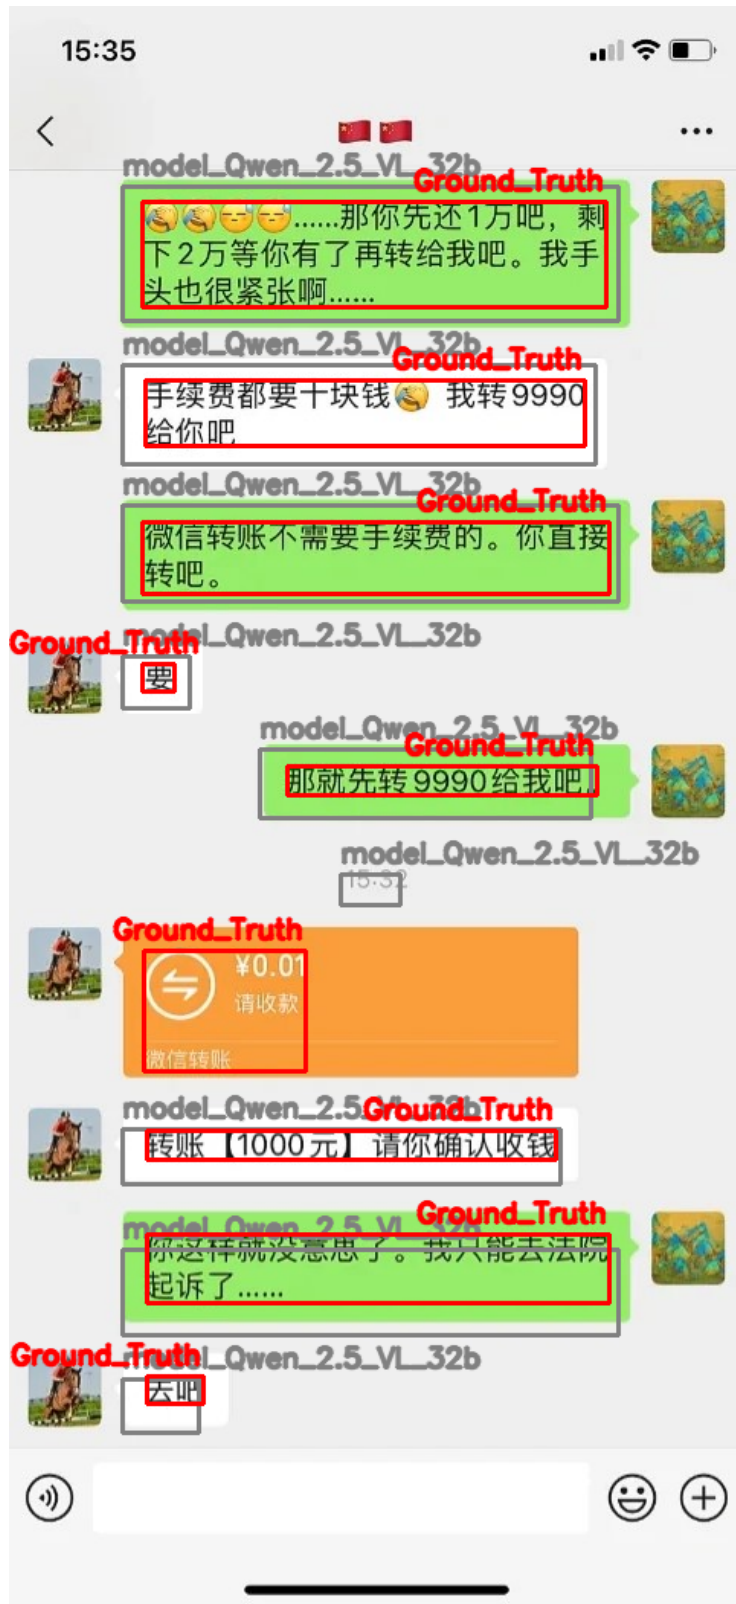 15:35
model_Qwen_2.5_VL_32b
Ground_Truth
......那你先还1万吧，剩
下2万等你有了再转给我吧。我手
头也很紧张啊......
model_Qwen_2.5_VL_32b
Ground_Truth
手续费都要十块钱 我转9990
给你吧
model_Qwen_2.5_VL_32b
Ground_Truth
微信转账不需要手续费的。你直接
转吧。
Ground_Truth
model_Qwen_2.5_VL_32b
要
model_Qwen_2.5_VL_32b
Ground_Truth
那就先转9990给我吧..
model_Qwen_2.5_VL_32b
15:32
Ground_Truth
¥0.01
请收款
微信转账
model_Qwen_2.5_VL_32b
Ground_Truth
转账【1000元】请你确认收钱
model_Qwen_2.5_VL_32b
Ground_Truth
你这样就没意思了。我只能去法院
起诉了......
Ground_Truth
model_Qwen_2.5_VL_32b
去吧